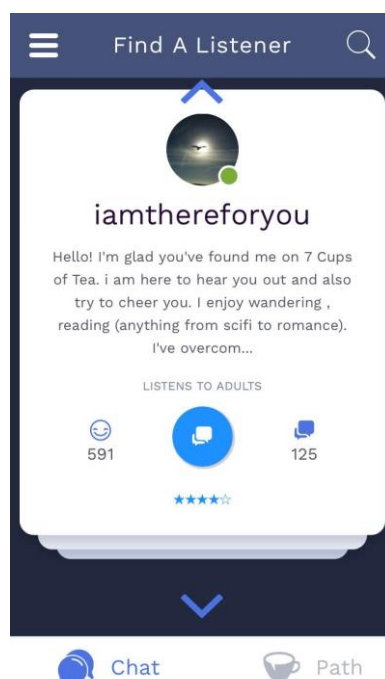 Find A Listener
iamthereforyou
Hello! I'm glad you've found me on 7 Cups
of Tea. i am here to hear you out and also
try to cheer you. I enjoy wandering ,
reading (anything from scifi to romance).
I've overcom...
LISTENS TO ADULTS
591
125
Chat
Path